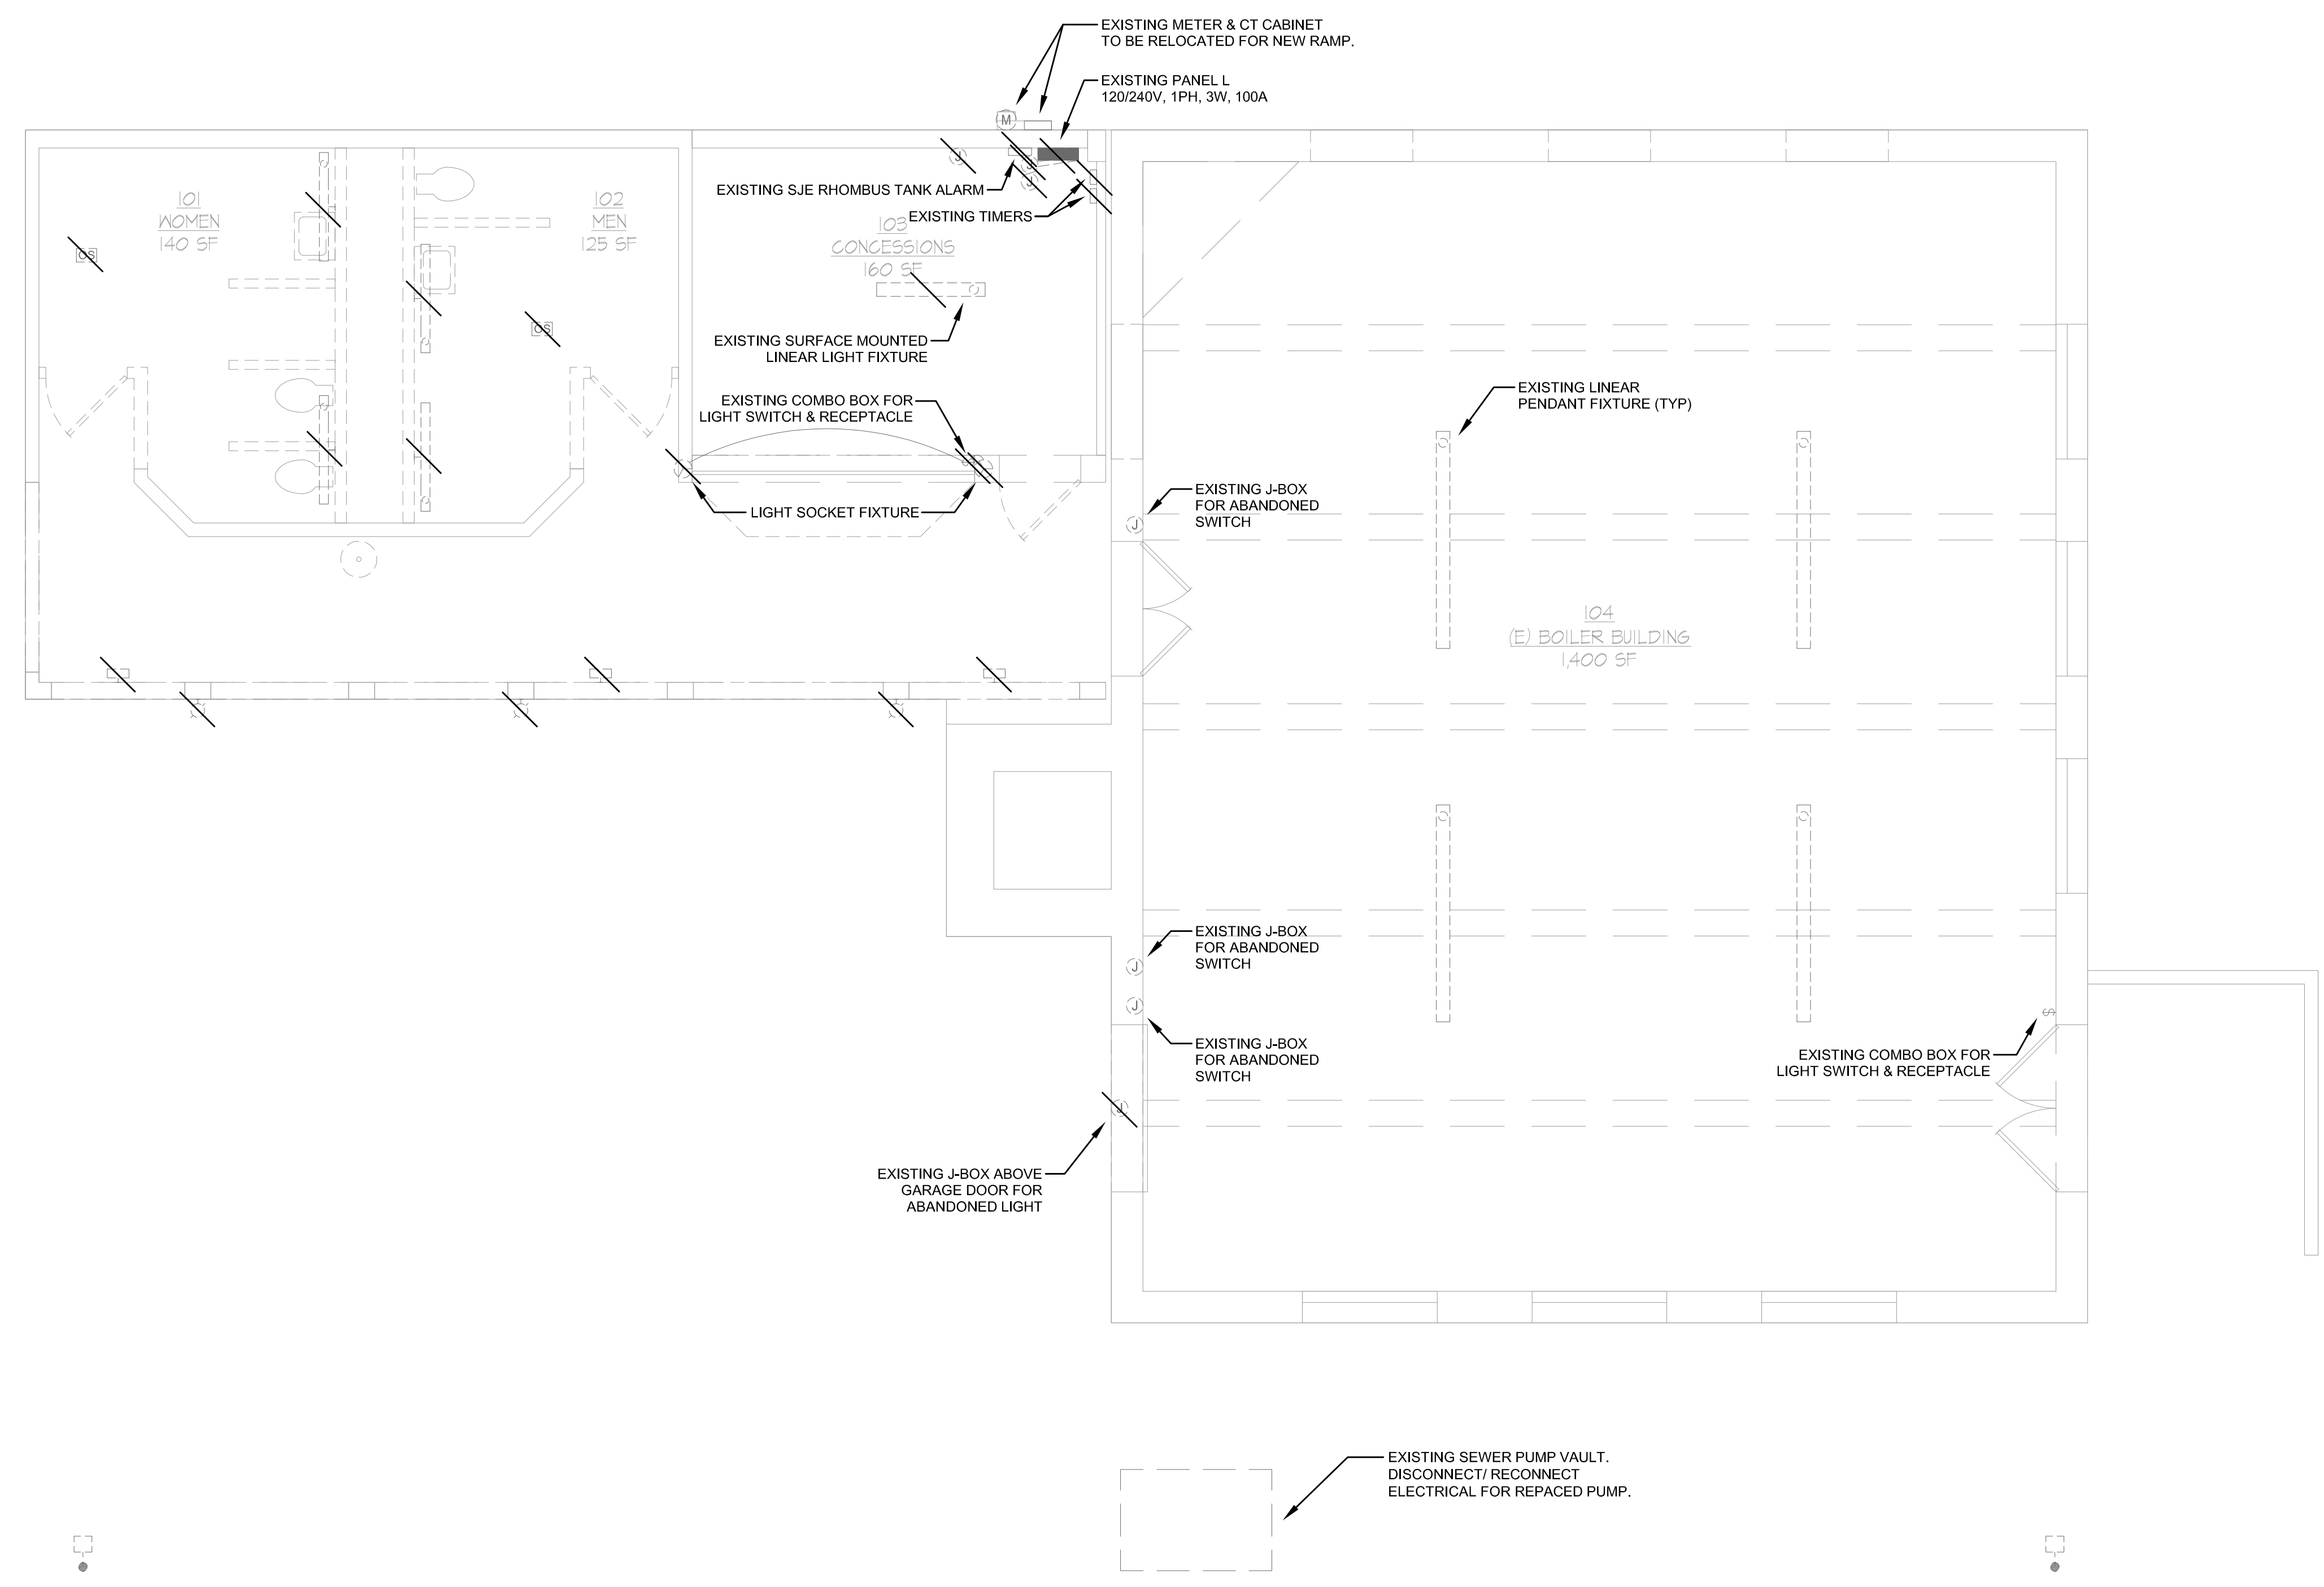 EXISTING METER & CT CABINET
TO BE RELOCATED FOR NEW RAMP.
EXISTING PANEL L
120/240V, 1PH, 3W, 100A
M
J
J
J
EXISTING SJE RHOMBUS TANK ALARM
EXISTING TIMERS
101
WOMEN
140 SF
102
MEN
125 SF
103
CONCESSIONS
160 SF
OS
OS
EXISTING SURFACE MOUNTED
LINEAR LIGHT FIXTURE
EXISTING COMBO BOX FOR
LIGHT SWITCH & RECEPTACLE
S
LIGHT SOCKET FIXTURE
EXISTING LINEAR
PENDANT FIXTURE (TYP)
EXISTING J-BOX
FOR ABANDONED
SWITCH
J
104
(E) BOILER BUILDING
1,400 SF
EXISTING J-BOX
FOR ABANDONED
SWITCH
J
J
EXISTING J-BOX
FOR ABANDONED
SWITCH
S
EXISTING COMBO BOX FOR
LIGHT SWITCH & RECEPTACLE
J
EXISTING J-BOX ABOVE
GARAGE DOOR FOR
ABANDONED LIGHT
EXISTING SEWER PUMP VAULT.
DISCONNECT/ RECONNECT
ELECTRICAL FOR REPACED PUMP.